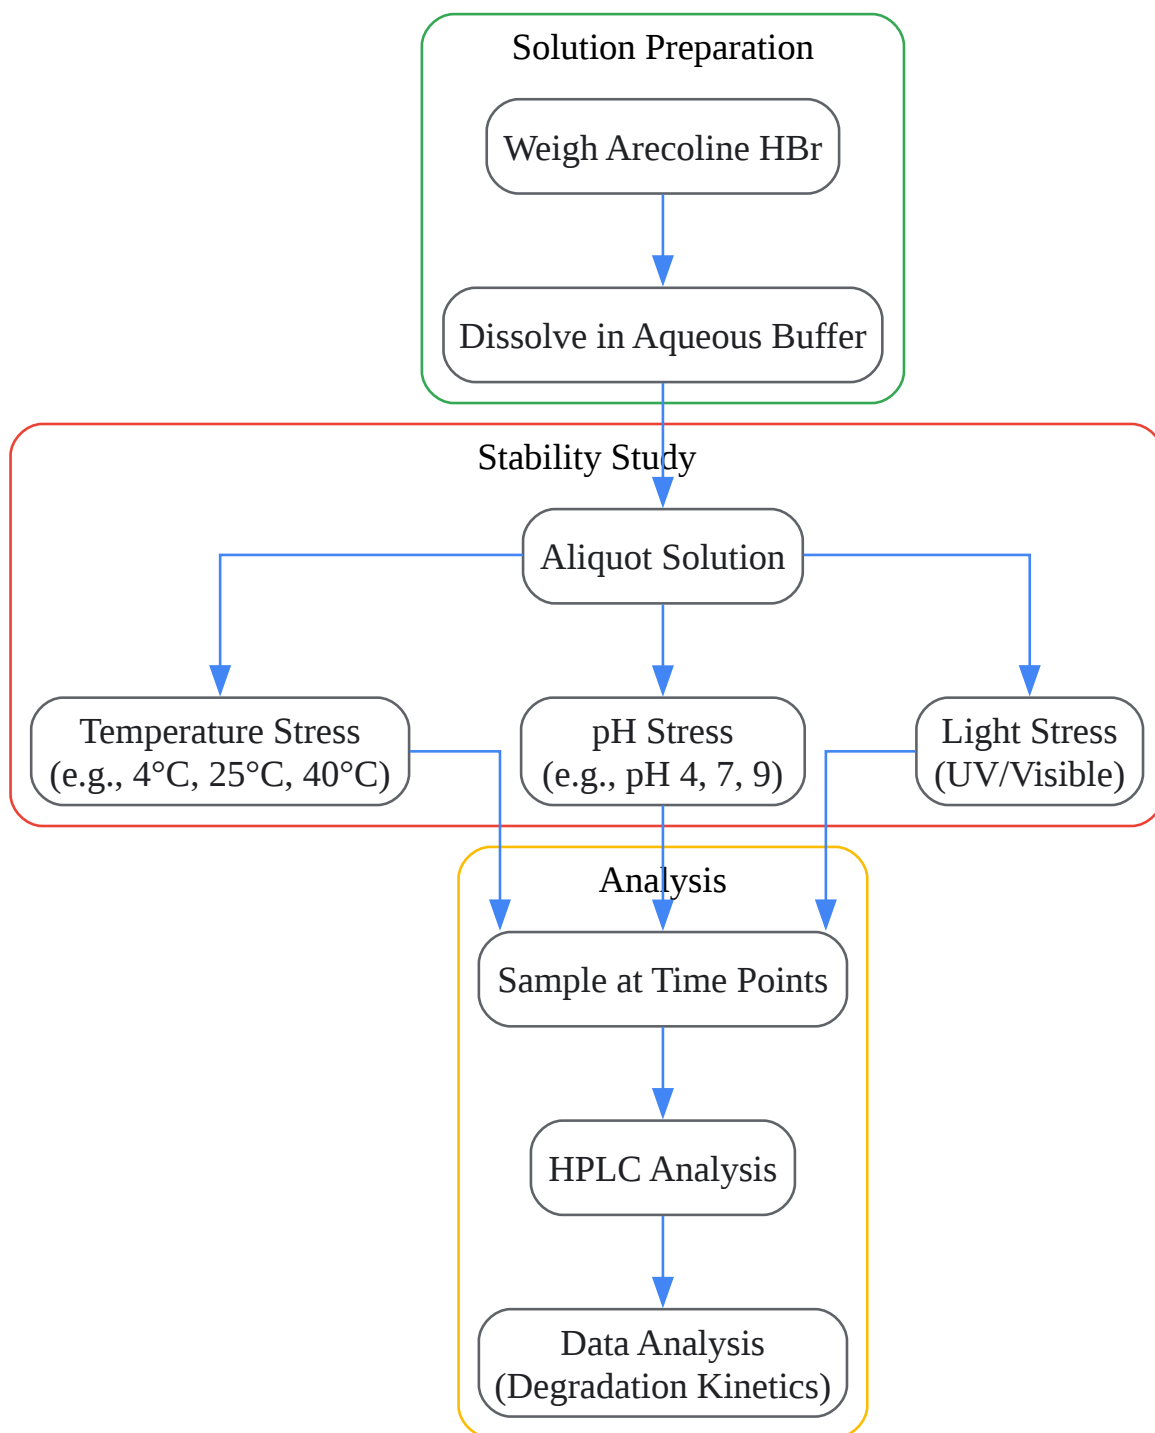 Solution Preparation
Weigh Arecoline HBr
Dissolve in Aqueous Buffer
Stability Study
Aliquot Solution
Temperature Stress
(e.g., 4°C, 25°C, 40°C)
pH Stress
(e.g., pH 4, 7, 9)
Light Stress
(UV/Visible)
Analysis
Sample at Time Points
HPLC Analysis
Data Analysis
(Degradation Kinetics)